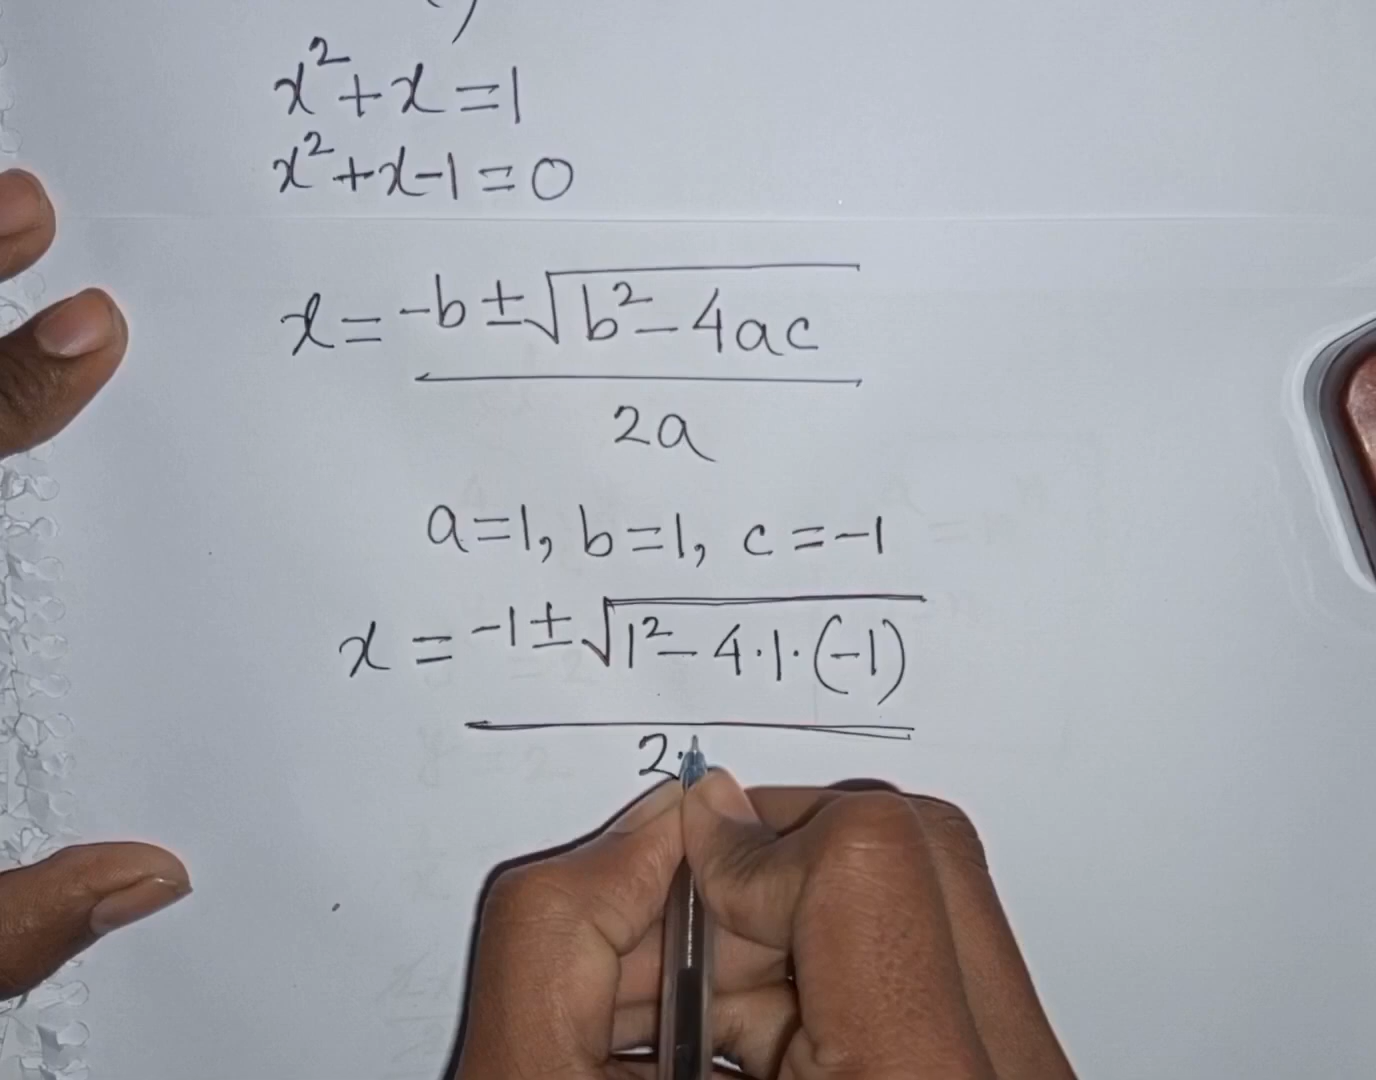 x² + x = 1
x² + x - 1 = 0
x = -b ± √(b² - 4ac)
2a
a = 1, b = 1, c = -1
x = -1 ± √(1² - 4·1·(-1))
2·